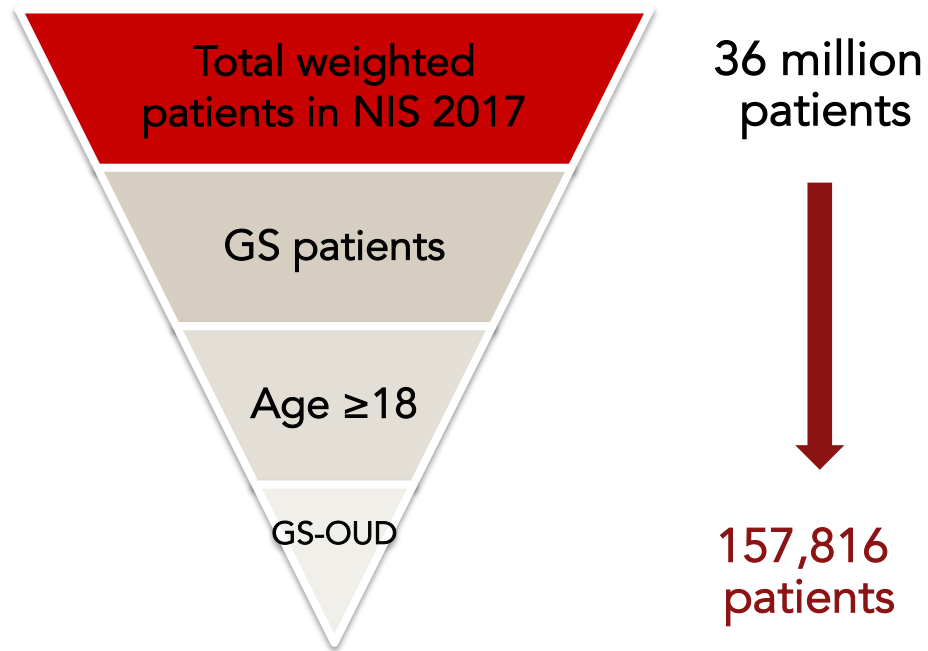 Total weighted
patients in NIS 2017
36 million
patients
GS patients
Age ≥18
GS-OUD
157,816
patients